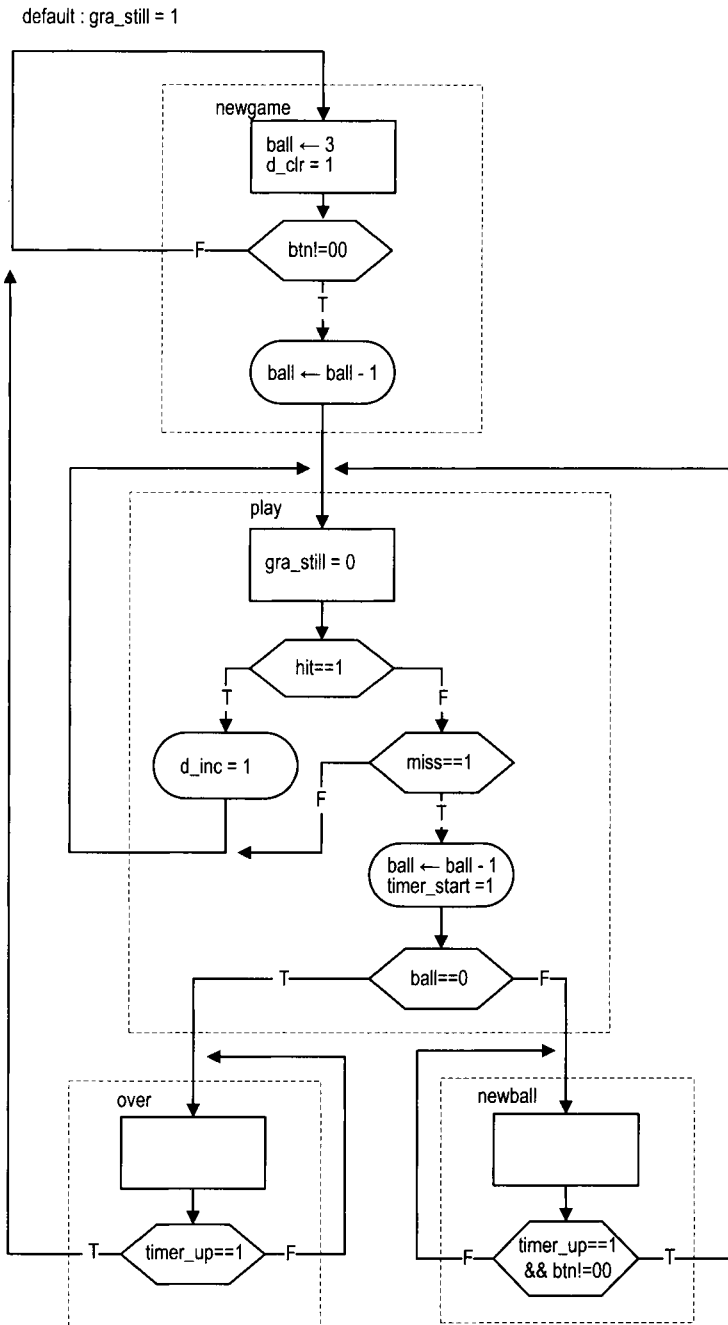 default : gra_still = 1
newgame
ball ← 3
d_clr = 1
btn!=00
F
T
ball ← ball - 1
play
gra_still = 0
hit==1
T
F
d_inc = 1
miss==1
F
T
ball ← ball - 1
timer_start =1
ball==0
T
F
over
newball
timer_up==1
T
F
timer_up==1
&& btn!=00
F
T